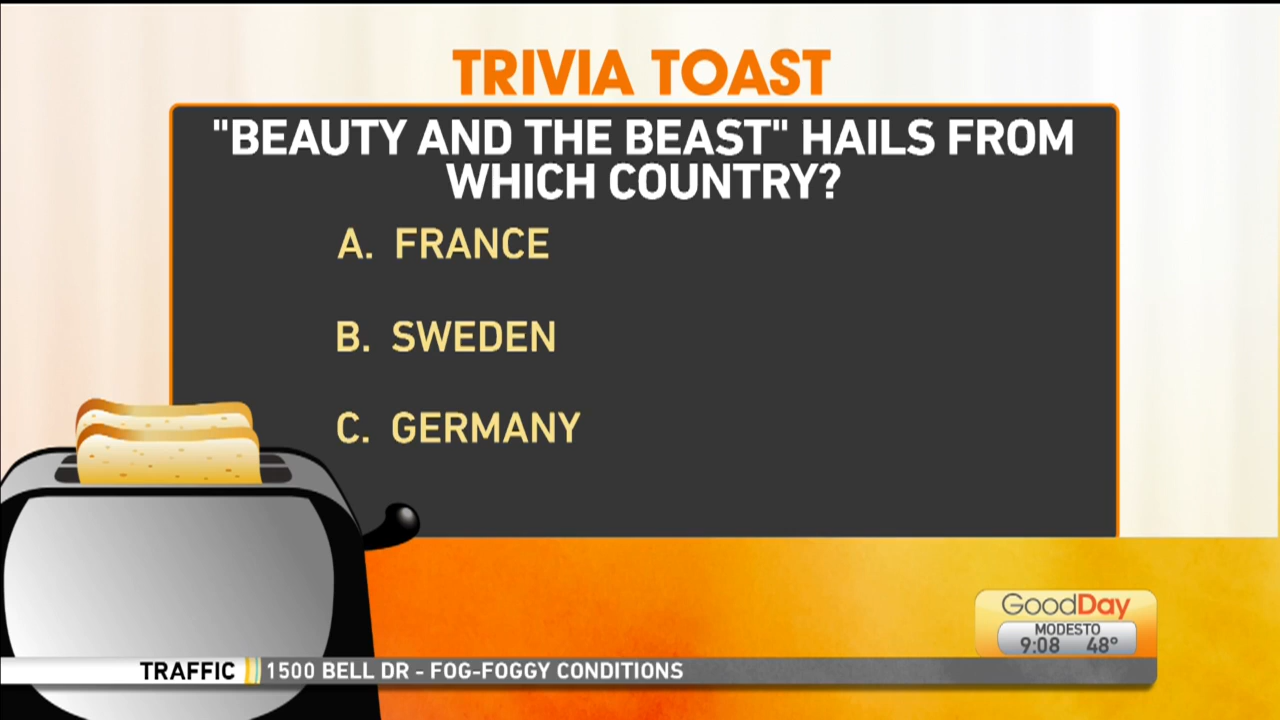 TRIVIA TOAST
"BEAUTY AND THE BEAST" HAILS FROM
WHICH COUNTRY?
A. FRANCE
B. SWEDEN
C. GERMANY
GoodDay
MODESTO
9:08 48°
TRAFFIC 1500 BELL DR - FOG-FOGGY CONDITIONS